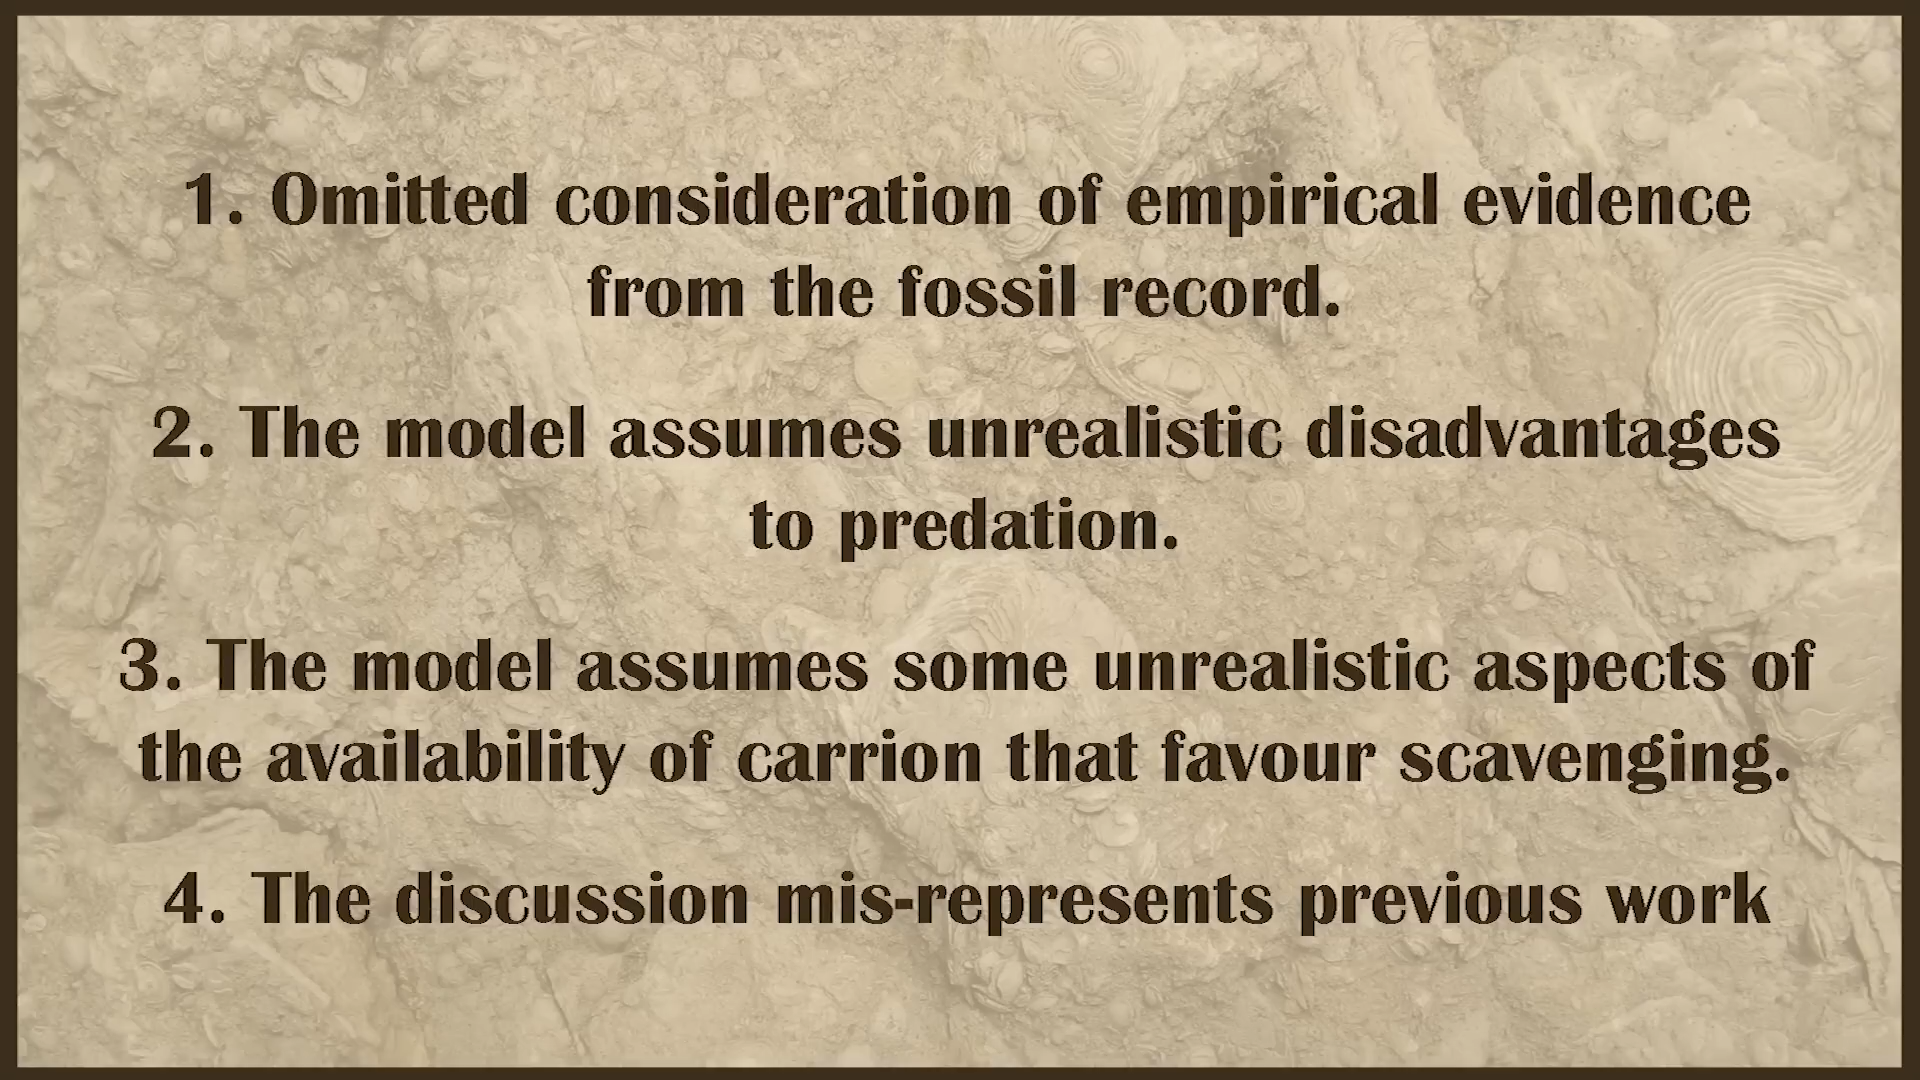 1. Omitted consideration of empirical evidence
from the fossil record.
2. The model assumes unrealistic disadvantages
to predation.
3. The model assumes some unrealistic aspects of
the availability of carrion that favour scavenging.
4. The discussion mis-represents previous work